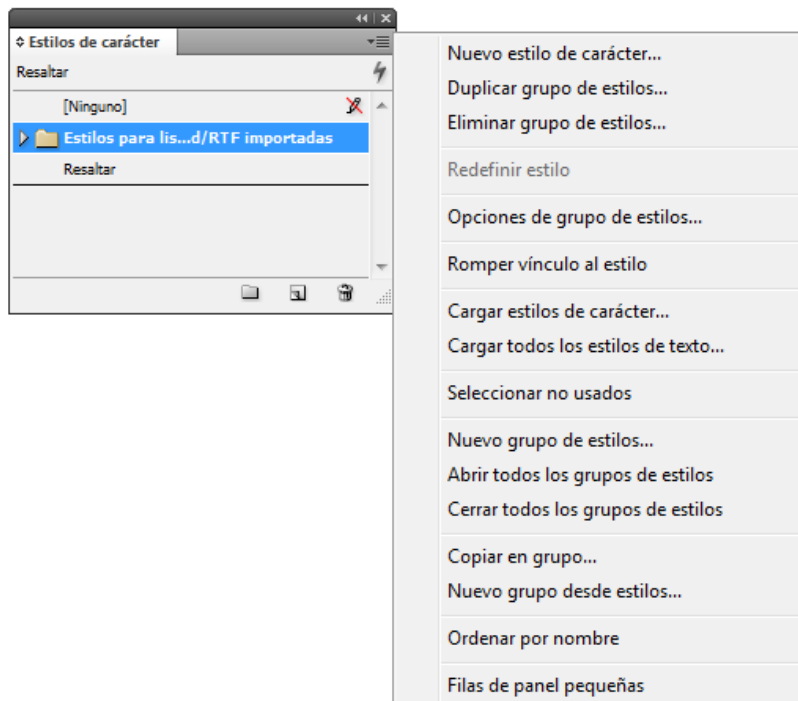 Estilos de carácter
Resaltar
[Ninguno]
Estilos para lis...d/RTF importadas
Resaltar
Nuevo estilo de carácter...
Duplicar grupo de estilos...
Eliminar grupo de estilos...
Redefinir estilo
Opciones de grupo de estilos...
Romper vínculo al estilo
Cargar estilos de carácter...
Cargar todos los estilos de texto...
Seleccionar no usados
Nuevo grupo de estilos...
Abrir todos los grupos de estilos
Cerrar todos los grupos de estilos
Copiar en grupo...
Nuevo grupo desde estilos...
Ordenar por nombre
Filas de panel pequeñas